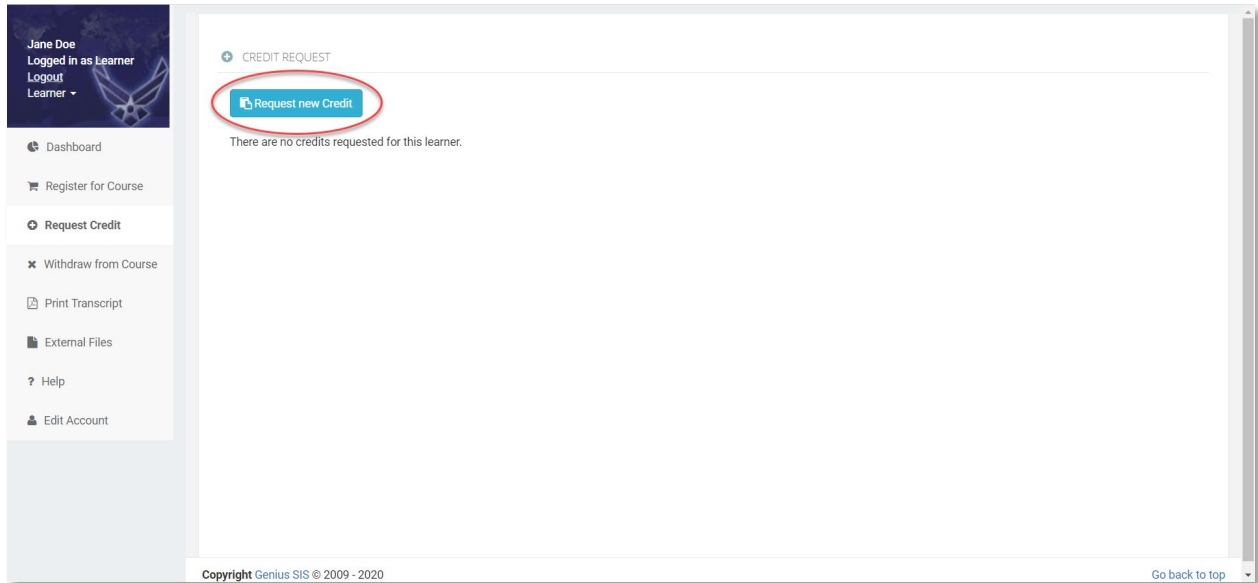 Jane Doe
Logged in as Learner
Logout
Learner
Dashboard
Register for Course
Request Credit
Withdraw from Course
Print Transcript
External Files
? Help
Edit Account
CREDIT REQUEST
Request new Credit
There are no credits requested for this learner.
Copyright Genius SIS © 2009 - 2020
Go back to top